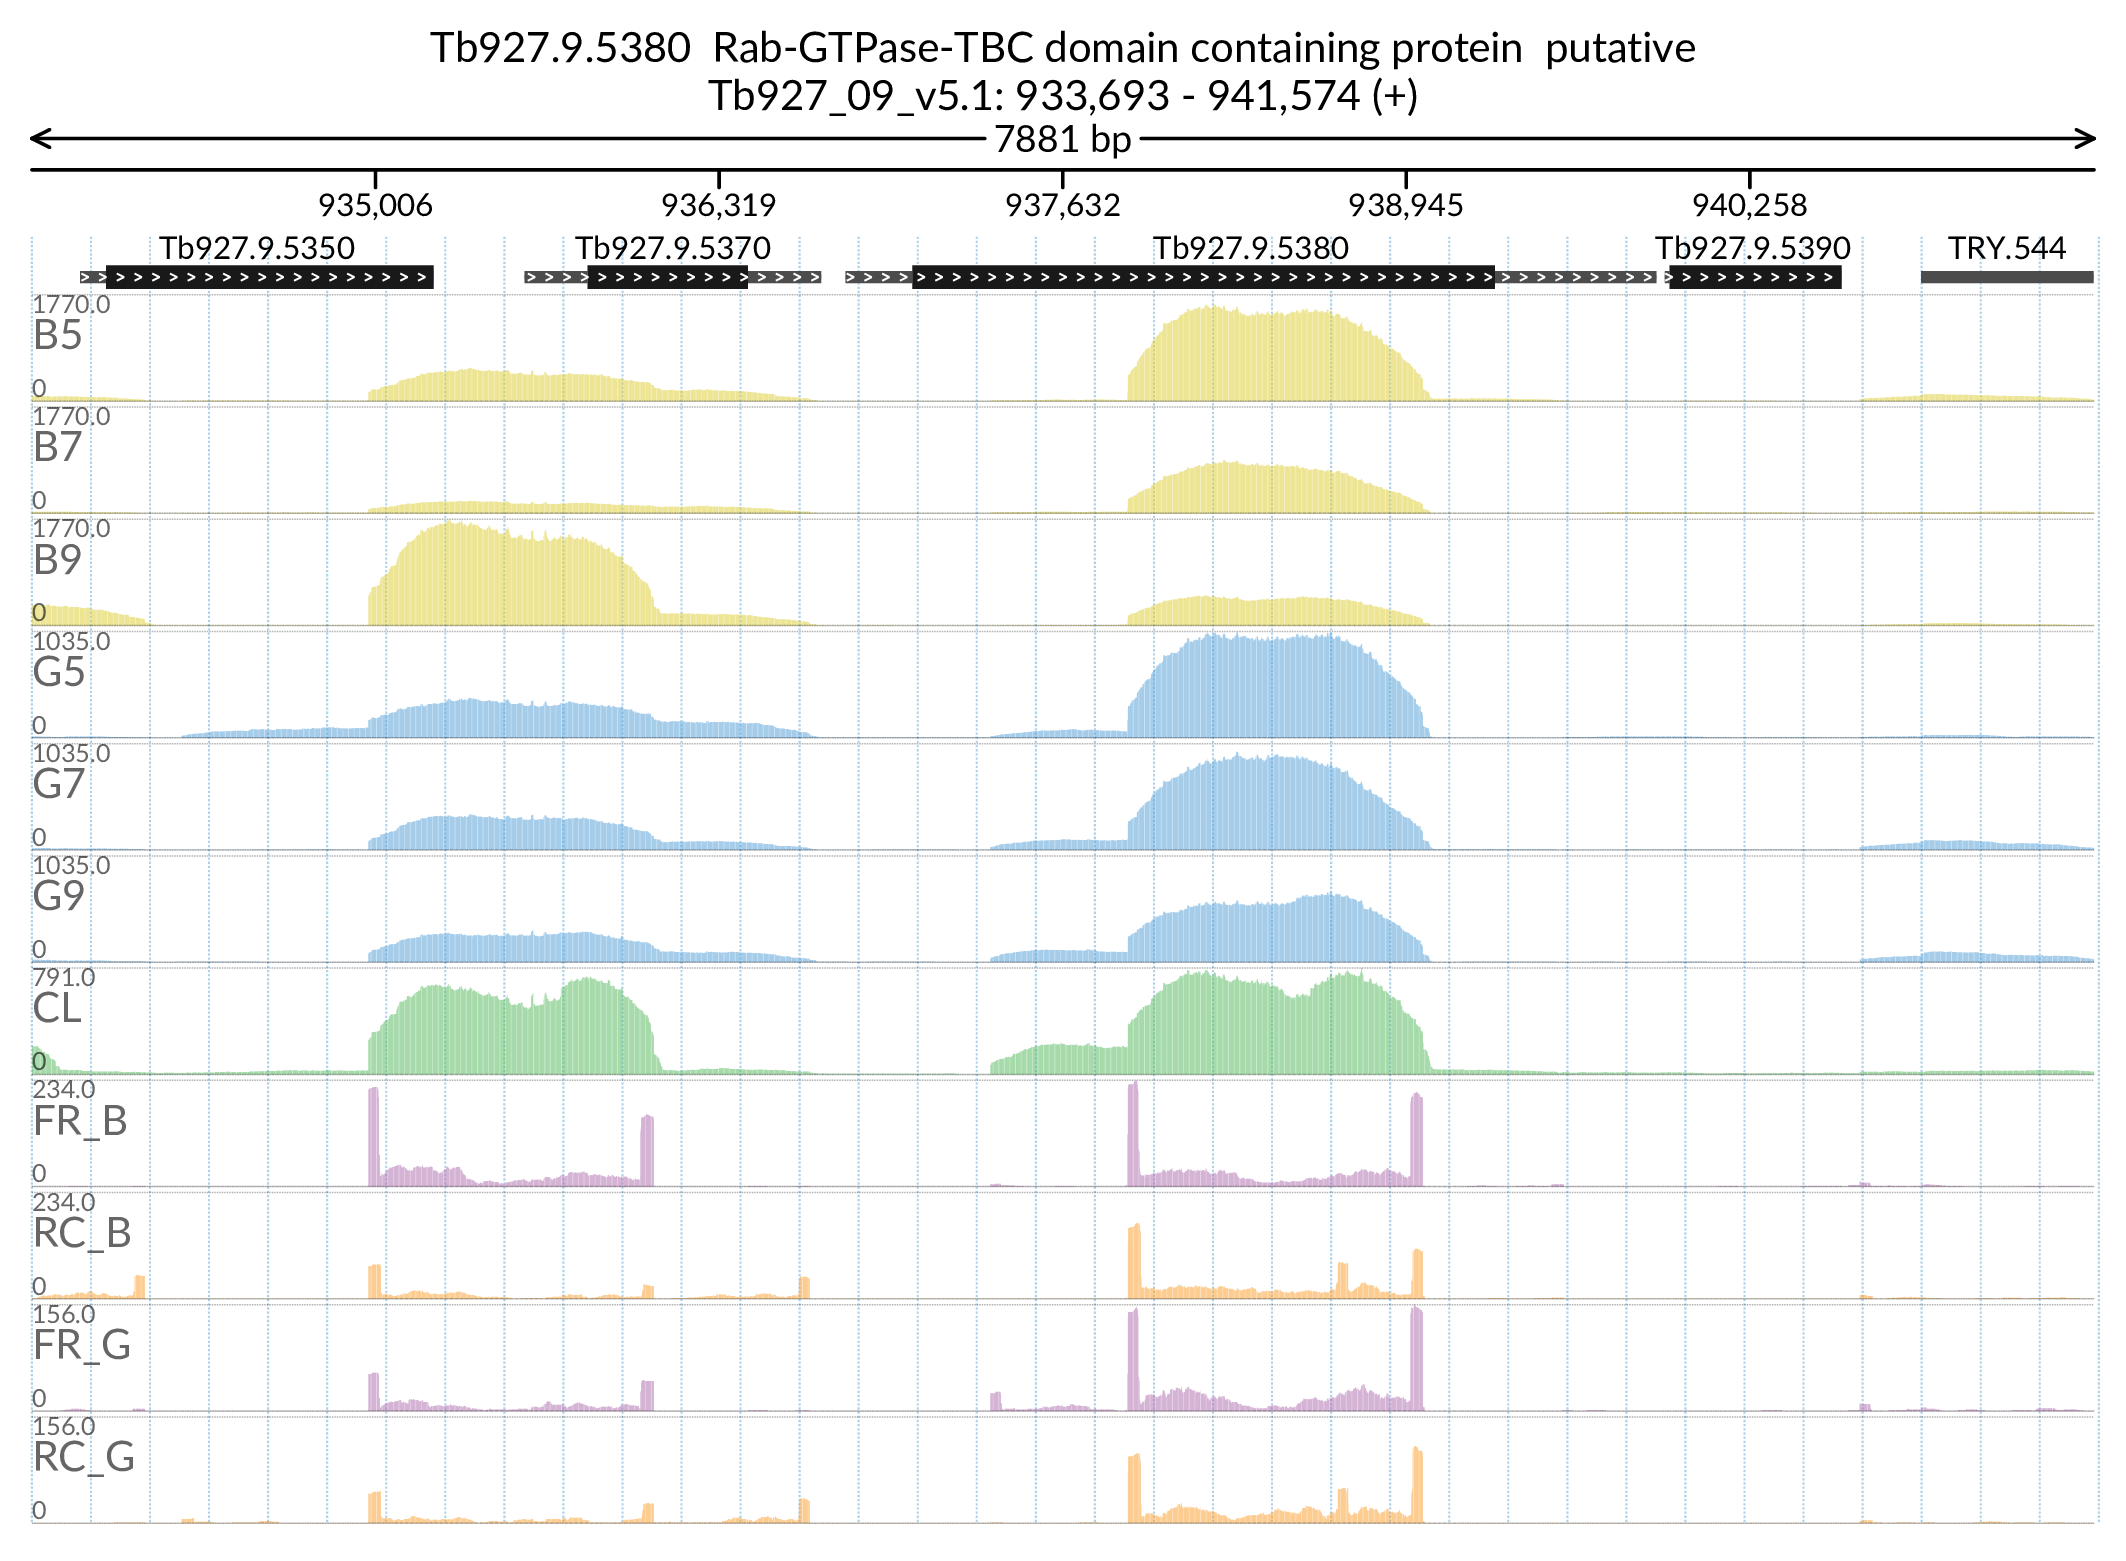 Tb927.9.5380 Rab-GTPase-TBC domain containing protein putative
Tb927_09_v5.1: 933,693 - 941,574 (+)
7881 bp
935,006 936,319 937,632 938,945 940,258
Tb927.9.5350 Tb927.9.5370 Tb927.9.5380 Tb927.9.5390 TRY.544
1770.0
B5
0
1770.0
B7
0
1770.0
B9
0
1035.0
G5
0
1035.0
G7
0
1035.0
G9
0
791.0
CL
0
234.0
FR_B
0
234.0
RC_B
0
156.0
FR_G
0
156.0
RC_G
0